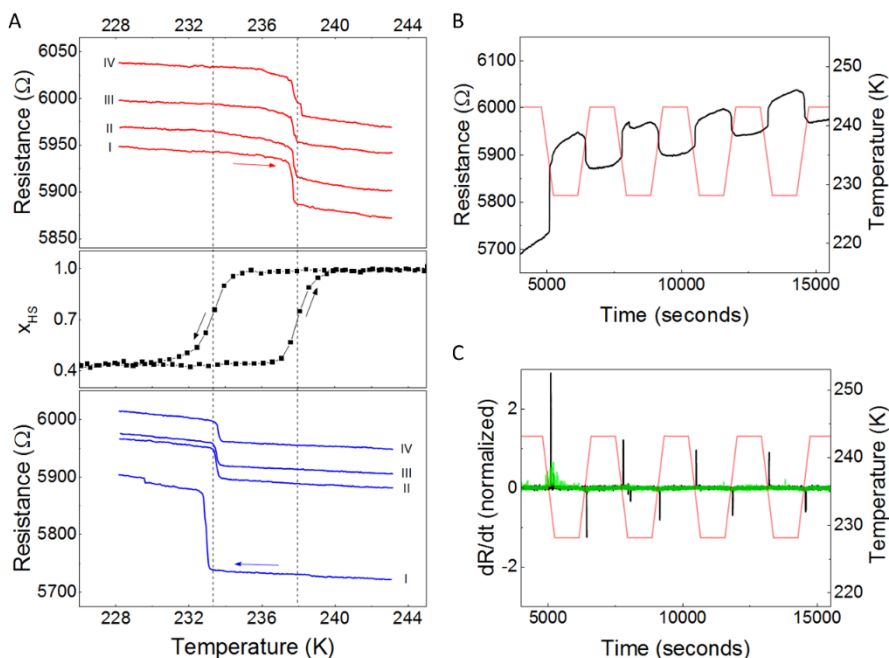 A
228 232 236 240 244
6050
6000
5950
5900
5850
Resistance (Ω)
IV
III
II
I
1.0
0.7
0.4
x_HS
6000
5900
5800
5700
Resistance (Ω)
IV
III
II
I
228 232 236 240 244
Temperature (K)
B
6100
6000
5900
5800
5700
Resistance (Ω)
250
240
230
220
Temperature (K)
5000 10000 15000
Time (seconds)
C
2
0
-2
dR/dt (normalized)
250
240
230
220
Temperature (K)
5000 10000 15000
Time (seconds)